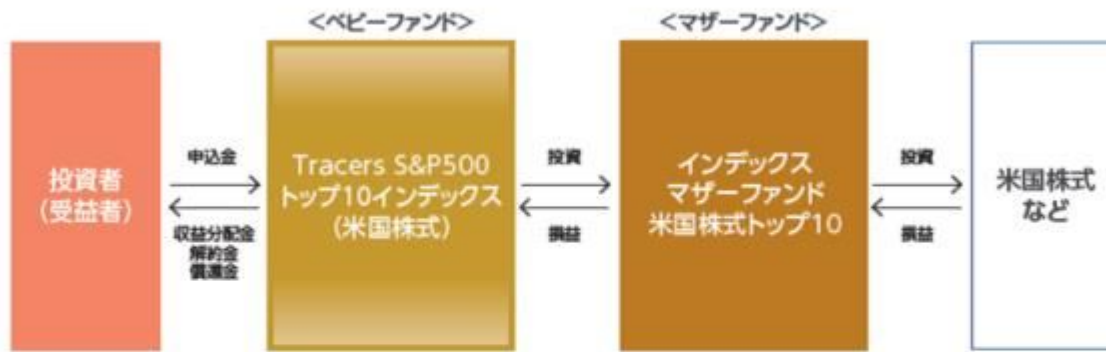 <ベビーファンド>
<マザーファンド>
投資者
(受益者)
申込金
収益分配金
解約金
償還金
Tracers S&P500
トップ10インデックス
(米国株式)
投資
損益
インデックス
マザーファンド
米国株式トップ10
投資
損益
米国株式
など